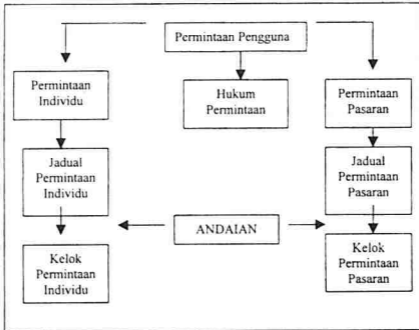 Permintaan Pengguna
Permintaan
Individu
Hukum
Permintaan
Permintaan
Pasaran
Jadual
Permintaan
Individu
Jadual
Permintaan
Pasaran
ANDAIAN
Kelok
Permintaan
Individu
Kelok
Permintaan
Pasaran